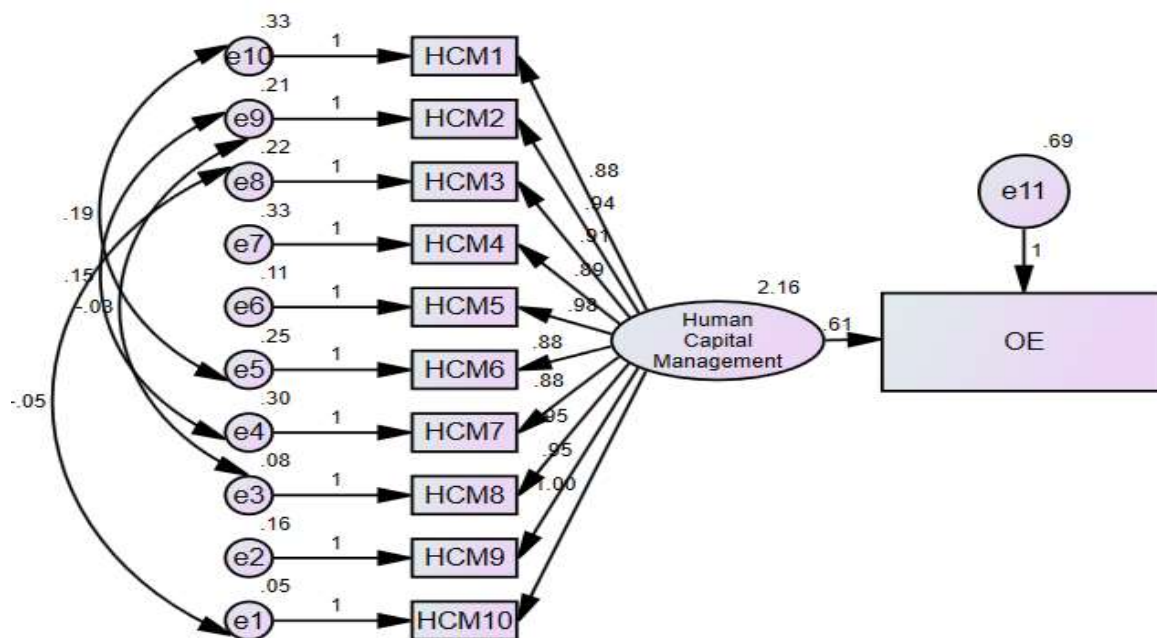 .33
e10 1 HCM1
.21
e9 1 HCM2
.22
e8 1 HCM3
.33
e7 1 HCM4
.11
e6 1 HCM5
.25
e5 1 HCM6
.30
e4 1 HCM7
.08
e3 1 HCM8
.16
e2 1 HCM9
.05
e1 1 HCM10
.19
.15
-.03
-.05
.88
.94
.91
.89
.98
.88
.88
.95
.95
1.00
2.16
Human
Capital
Management
.61
.69
e11
1
OE